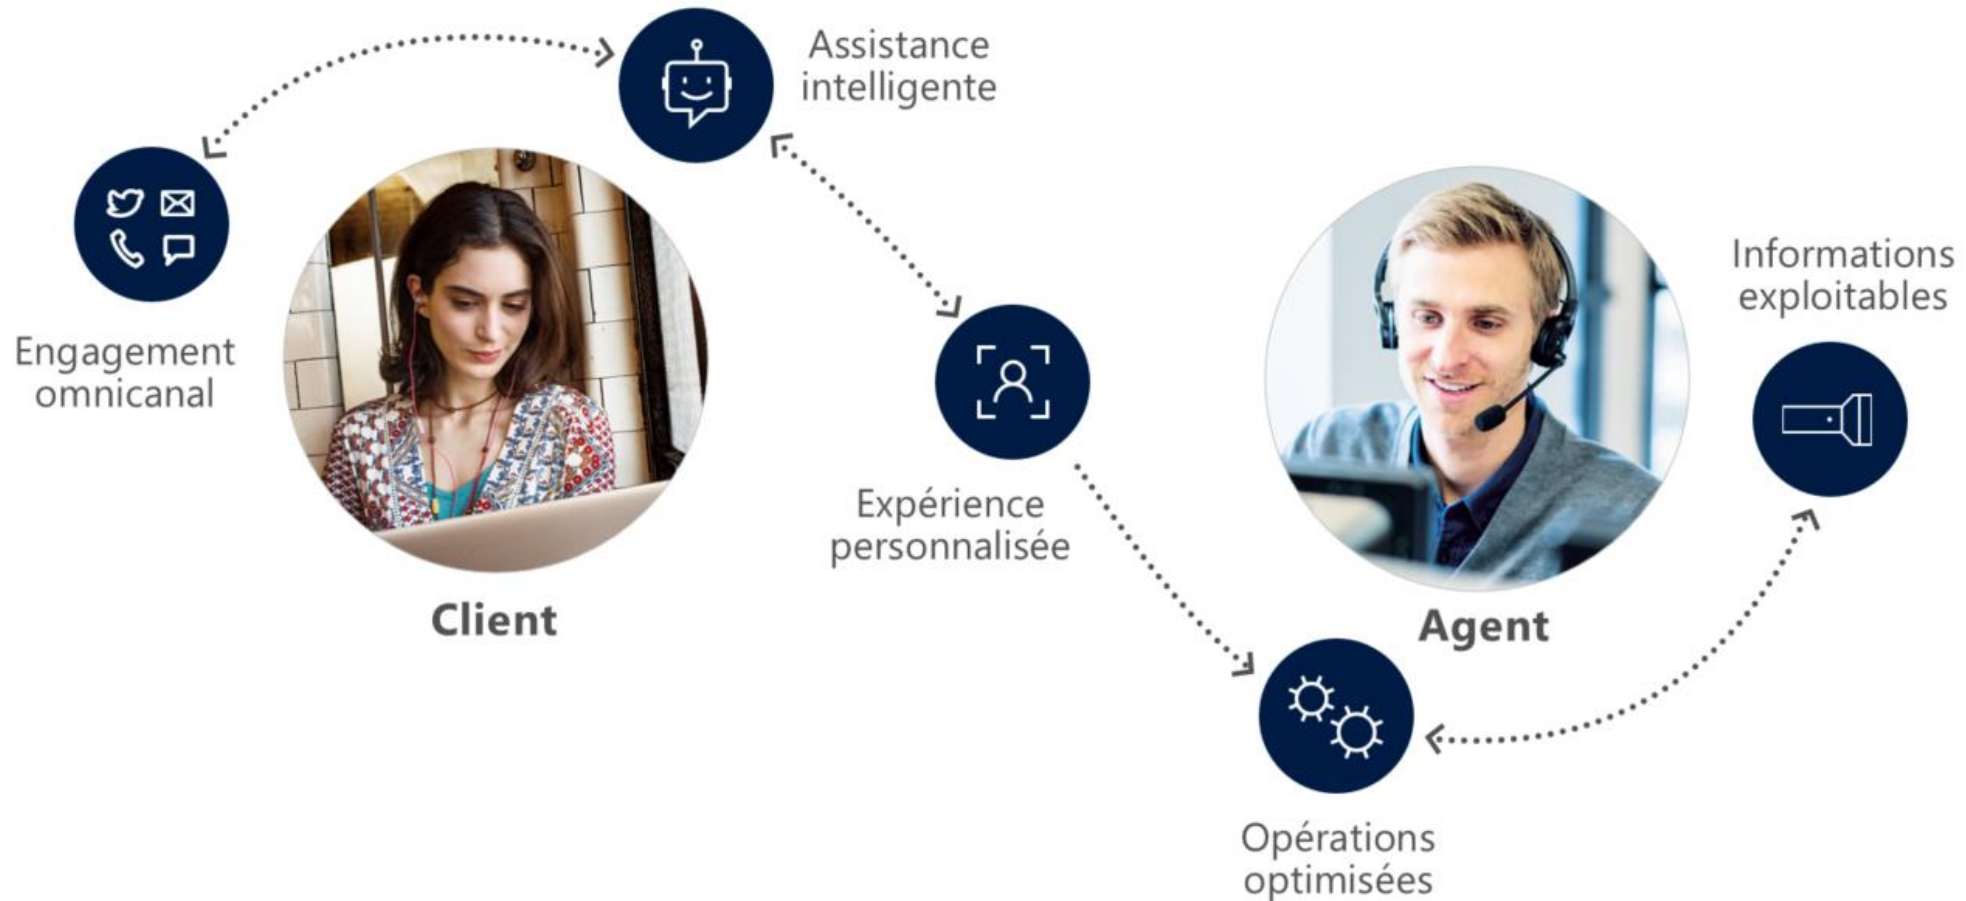 Assistance
intelligente
Engagement
omnicanal
Client
Expérience
personnalisée
Informations
exploitables
Agent
Opérations
optimisées